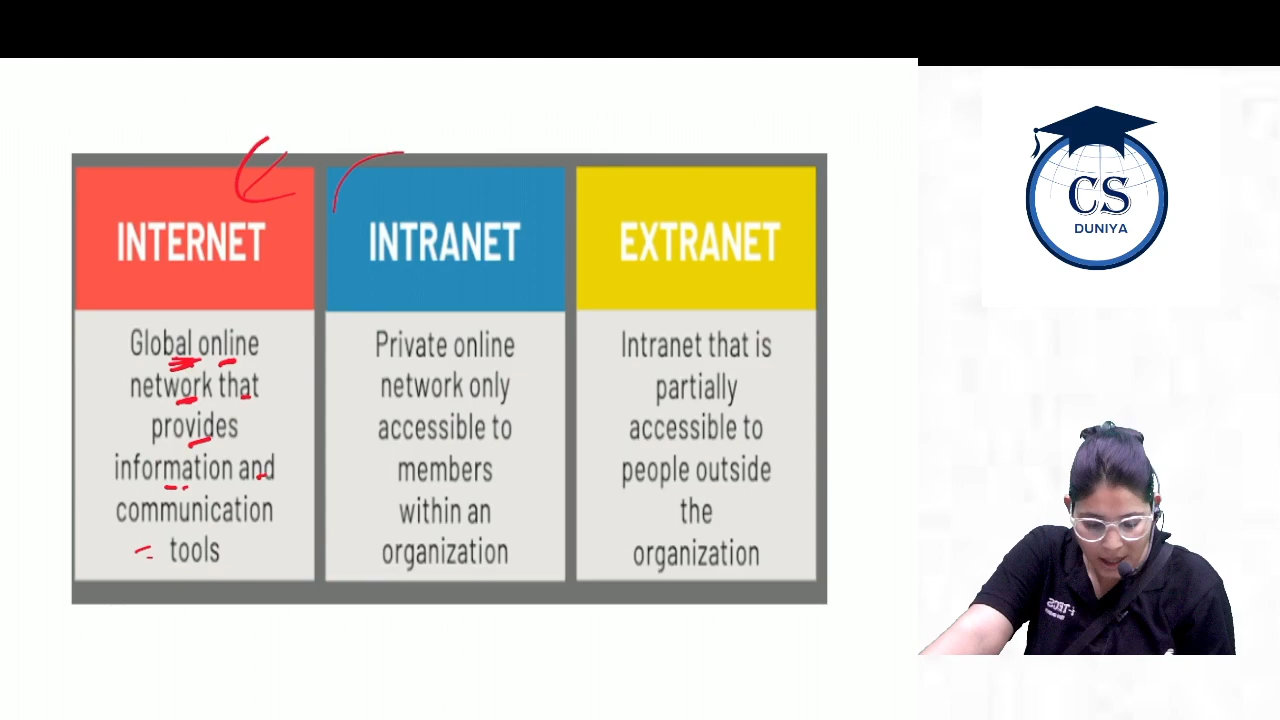 INTERNET
Global online
network that
provides
information and
communication
tools
INTRANET
Private online
network only
accessible to
members
within an
organization
EXTRANET
Intranet that is
partially
accessible to
people outside
the
organization
CS
DUNIYA